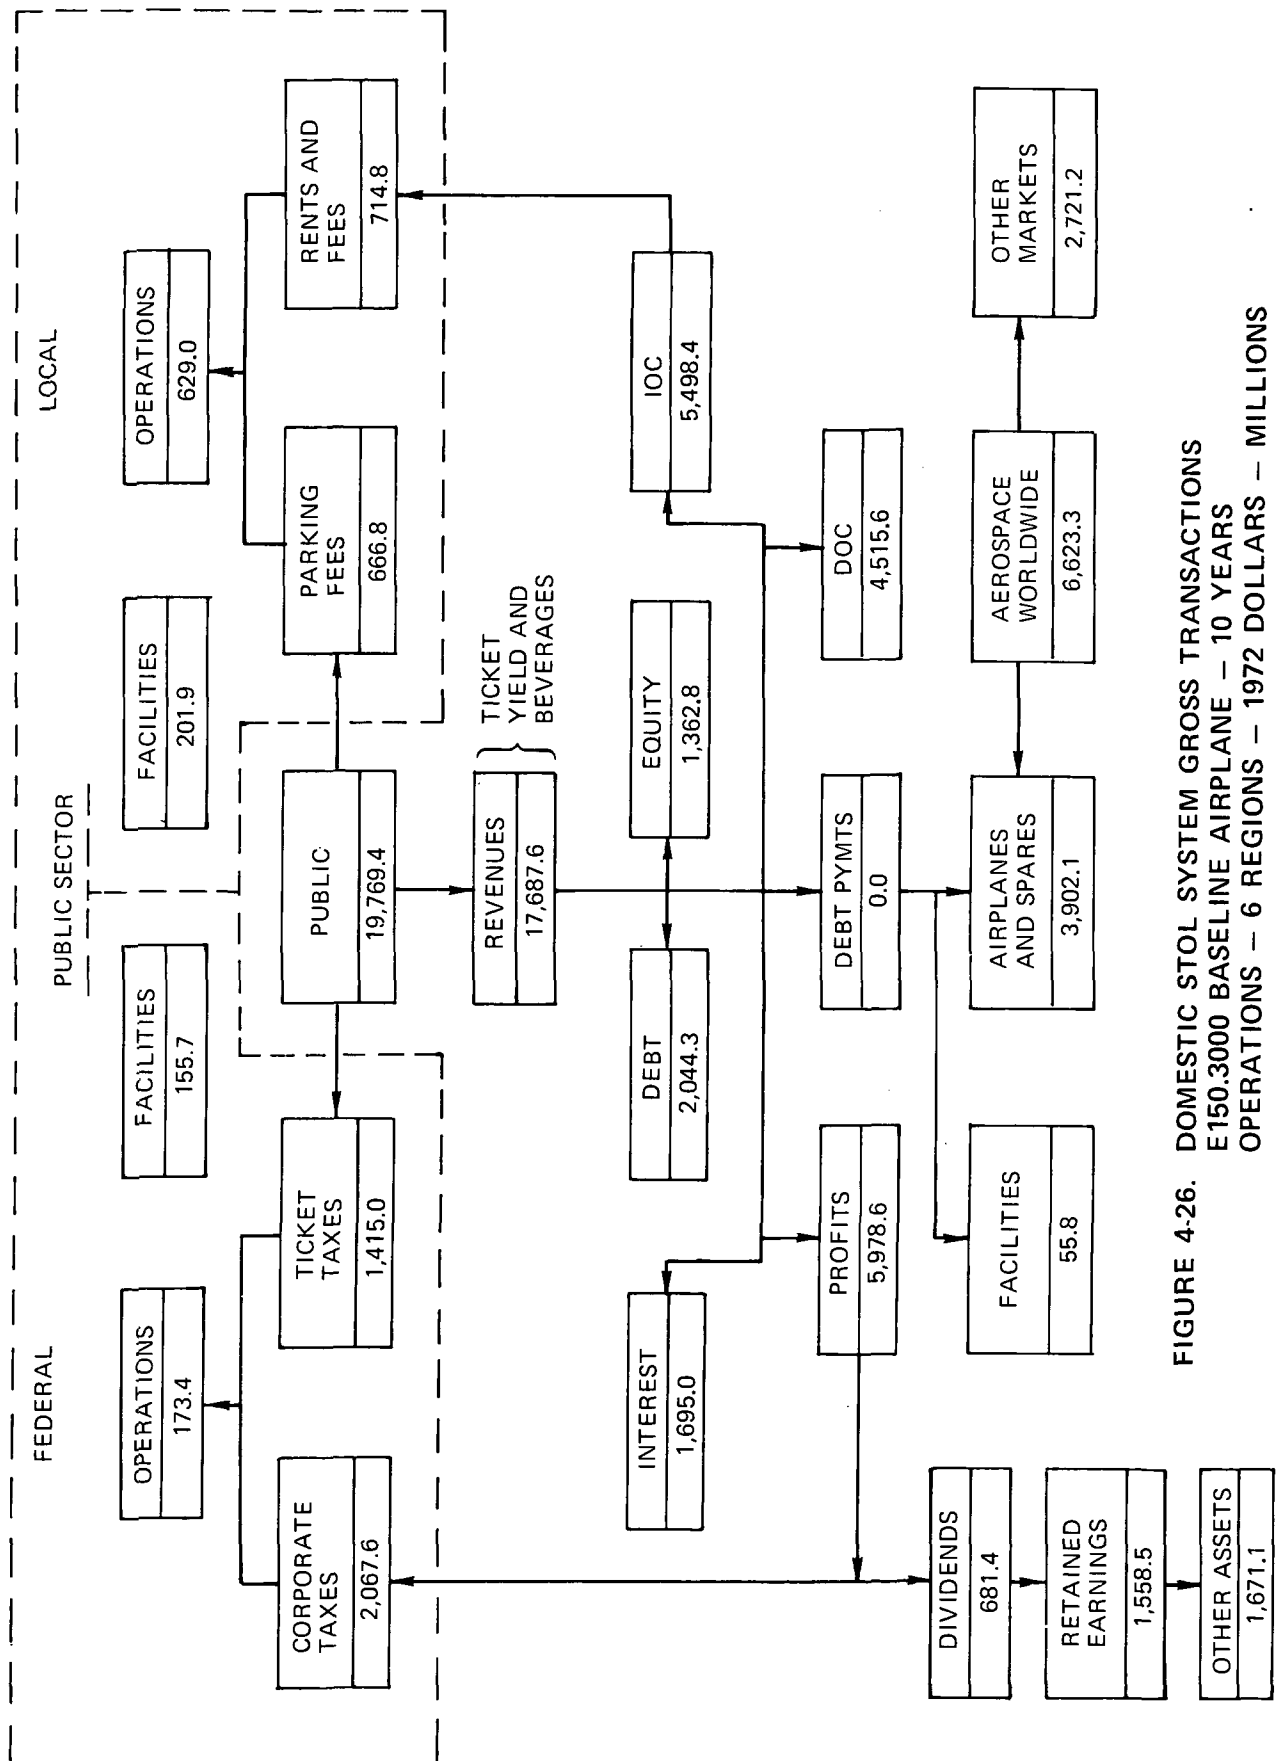 PUBLIC SECTOR
FEDERAL
LOCAL
OPERATIONS
173.4
FACILITIES
155.7
FACILITIES
201.9
OPERATIONS
629.0
CORPORATE
TAXES
2,067.6
TICKET
TAXES
1,415.0
PUBLIC
19,769.4
PARKING
FEES
666.8
RENTS AND
FEES
714.8
REVENUES
17,687.6
TICKET
YIELD AND
BEVERAGES
INTEREST
1,695.0
DEBT
2,044.3
EQUITY
1,362.8
IOC
5,498.4
PROFITS
5,978.6
DEBT PYMTS
0.0
DOC
4,515.6
DIVIDENDS
681.4
RETAINED
EARNINGS
1,558.5
OTHER ASSETS
1,671.1
FACILITIES
55.8
AIRPLANES
AND SPARES
3,902.1
AEROSPACE
WORLDWIDE
6,623.3
OTHER
MARKETS
2,721.2
FIGURE 4-26. DOMESTIC STOL SYSTEM GROSS TRANSACTIONS
E150.3000 BASELINE AIRPLANE – 10 YEARS
OPERATIONS – 6 REGIONS – 1972 DOLLARS – MILLIONS